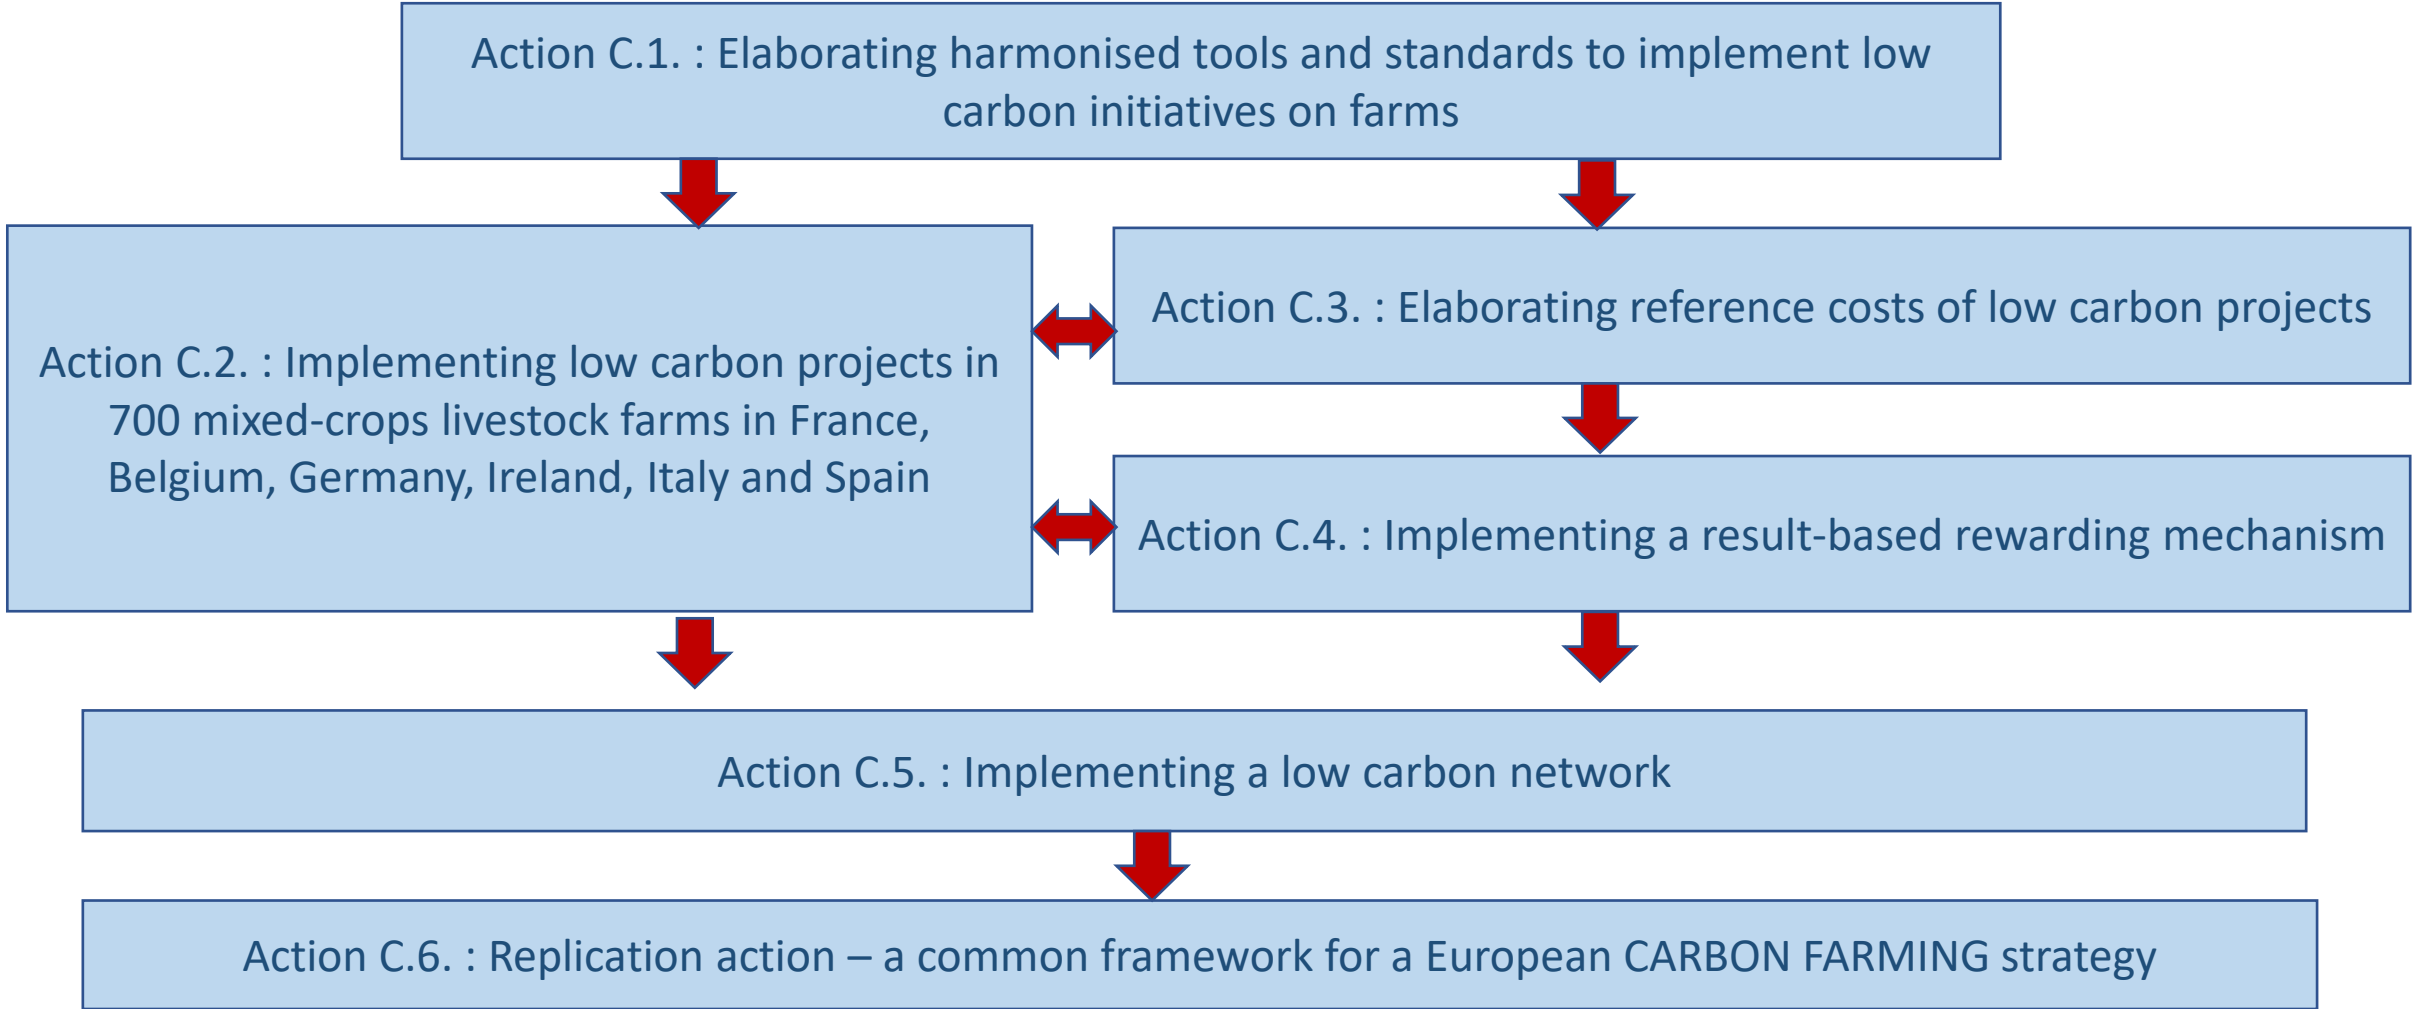 Action C.1. : Elaborating harmonised tools and standards to implement low
carbon initiatives on farms
Action C.2. : Implementing low carbon projects in
700 mixed-crops livestock farms in France,
Belgium, Germany, Ireland, Italy and Spain
Action C.3. : Elaborating reference costs of low carbon projects
Action C.4. : Implementing a result-based rewarding mechanism
Action C.5. : Implementing a low carbon network
Action C.6. : Replication action – a common framework for a European CARBON FARMING strategy